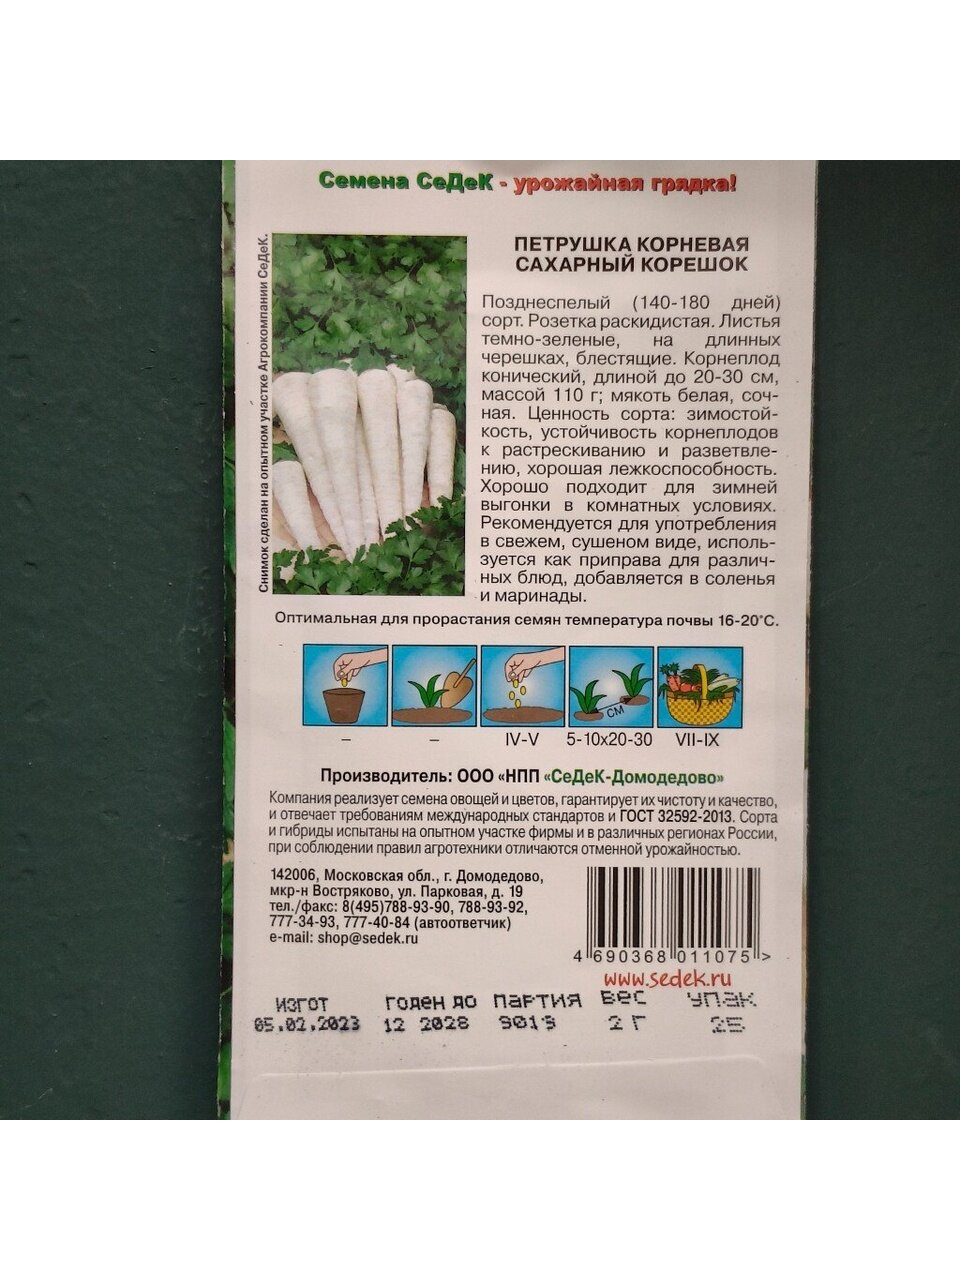 Семена СеДеК - урожайная грядка!
Снимок сделан на опытном участке Агрокомпании СеДеК.
ПЕТРУШКА КОРНЕВАЯ
САХАРНЫЙ КОРЕШОК
Позднеспелый (140-180 дней)
сорт. Розетка раскидистая. Листья
темно-зеленые, на длинных
черешках, блестящие. Корнеплод
конический, длиной до 20-30 см,
массой 110 г; мякоть белая, соч-
ная. Ценность сорта: зимостой-
кость, устойчивость корнеплодов
к растрескиванию и разветвле-
нию, хорошая лежкоспособность.
Хорошо подходит для зимней
выгонки в комнатных условиях.
Рекомендуется для употребления
в свежем, сушеном виде, исполь-
зуется как приправа для различ-
ных блюд, добавляется в соленья
и маринады.
Оптимальная для прорастания семян температура почвы 16-20°С.
СМ
– – IV-V 5-10х20-30 VII-IX
Производитель: ООО «НПП «СеДеК-Домодедово»
Компания реализует семена овощей и цветов, гарантирует их чистоту и качество,
и отвечает требованиям международных стандартов и ГОСТ 32592-2013. Сорта
и гибриды испытаны на опытном участке фирмы и в различных регионах России,
при соблюдении правил агротехники отличаются отменной урожайностью.
142006, Московская обл., г. Домодедово,
мкр-н Востряково, ул. Парковая, д. 19
тел./факс: 8(495)788-93-90, 788-93-92,
777-34-93, 777-40-84 (автоответчик)
e-mail: shop@sedek.ru
4 690368 011075 >
www.sedek.ru
ИЗГОТ ГОДЕН ДО ПАРТИЯ ВЕС УПАК
05.02.2023 12 2028 9013 2 Г 25